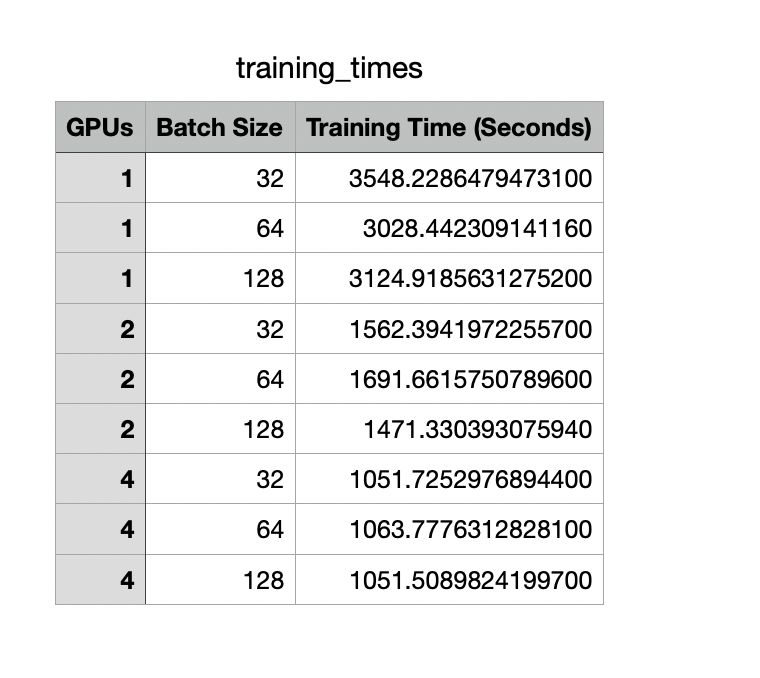 training_times
GPUs Batch Size Training Time (Seconds)
1 32 3548.2286479473100
1 64 3028.442309141160
1 128 3124.9185631275200
2 32 1562.3941972255700
2 64 1691.6615750789600
2 128 1471.330393075940
4 32 1051.7252976894400
4 64 1063.7776312828100
4 128 1051.5089824199700